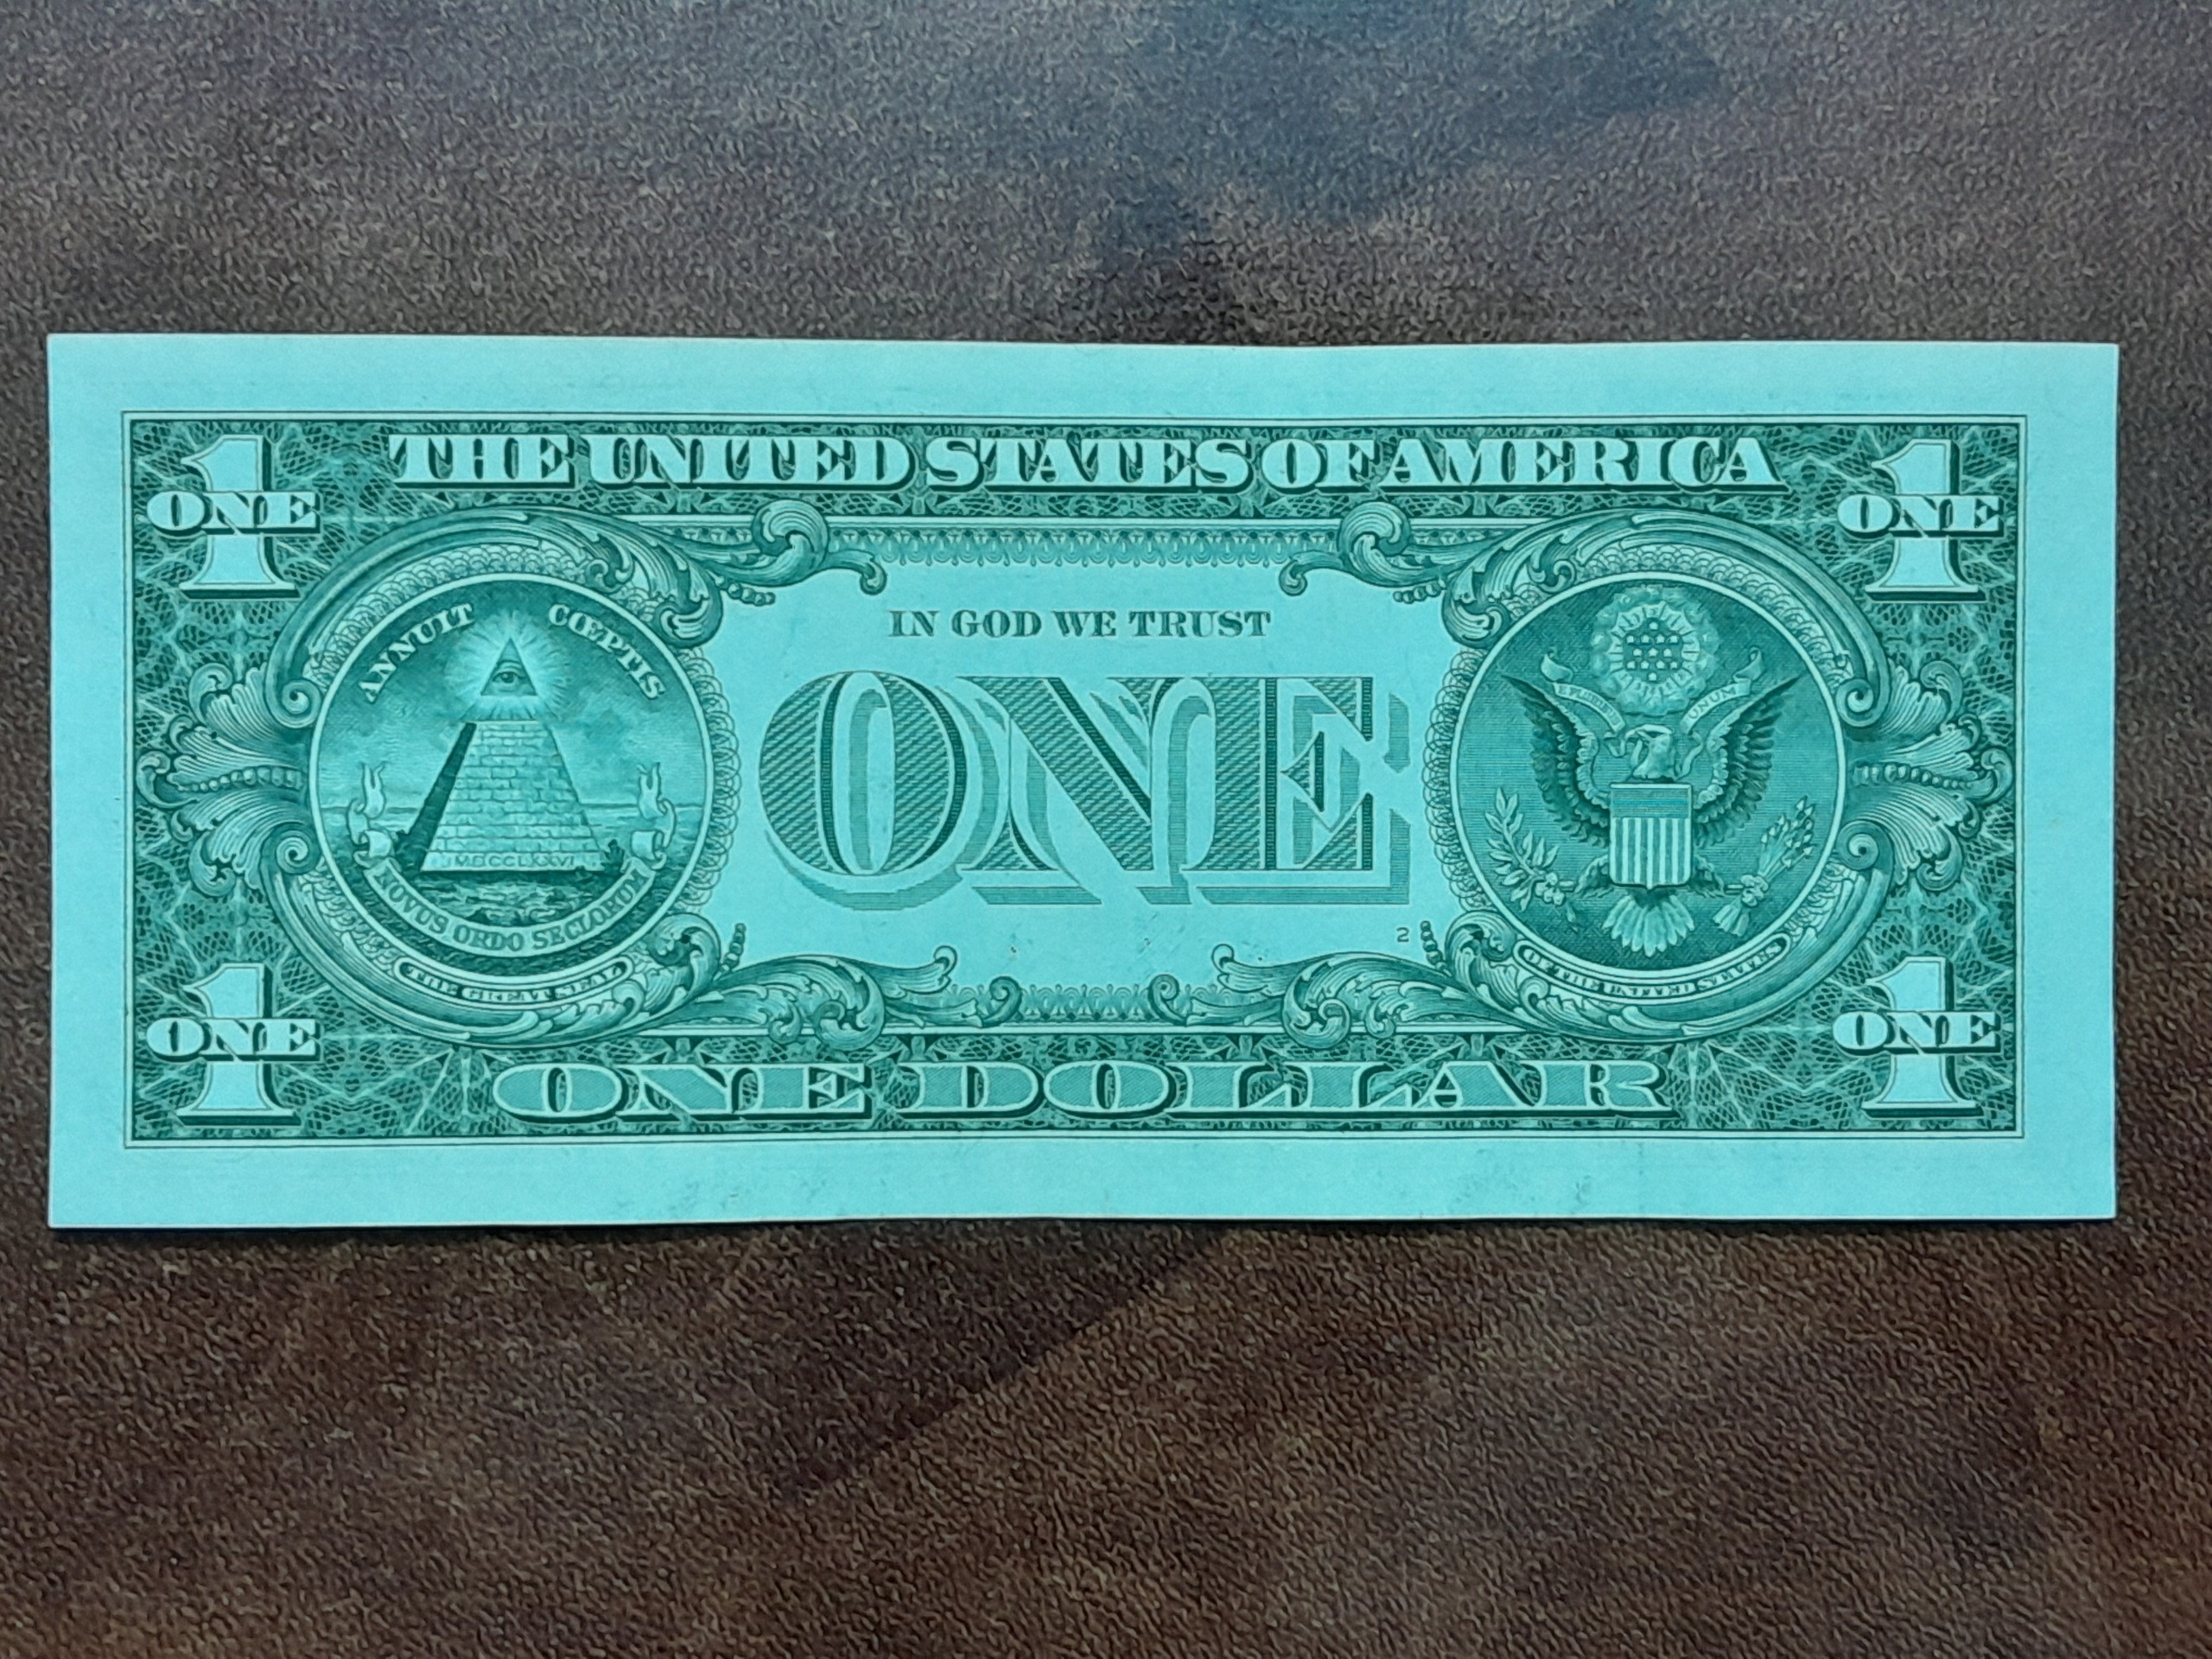 THE UNITED STATES OF AMERICA
1
ONE
1
ONE
ANNUIT CŒPTIS
IN GOD WE TRUST
ONE
E PLURIBUS UNUM
MDCCLXXVI
NOVUS ORDO SECLORUM
2
THE GREAT SEAL
OF THE UNITED STATES
1
ONE
1
ONE
ONE DOLLAR